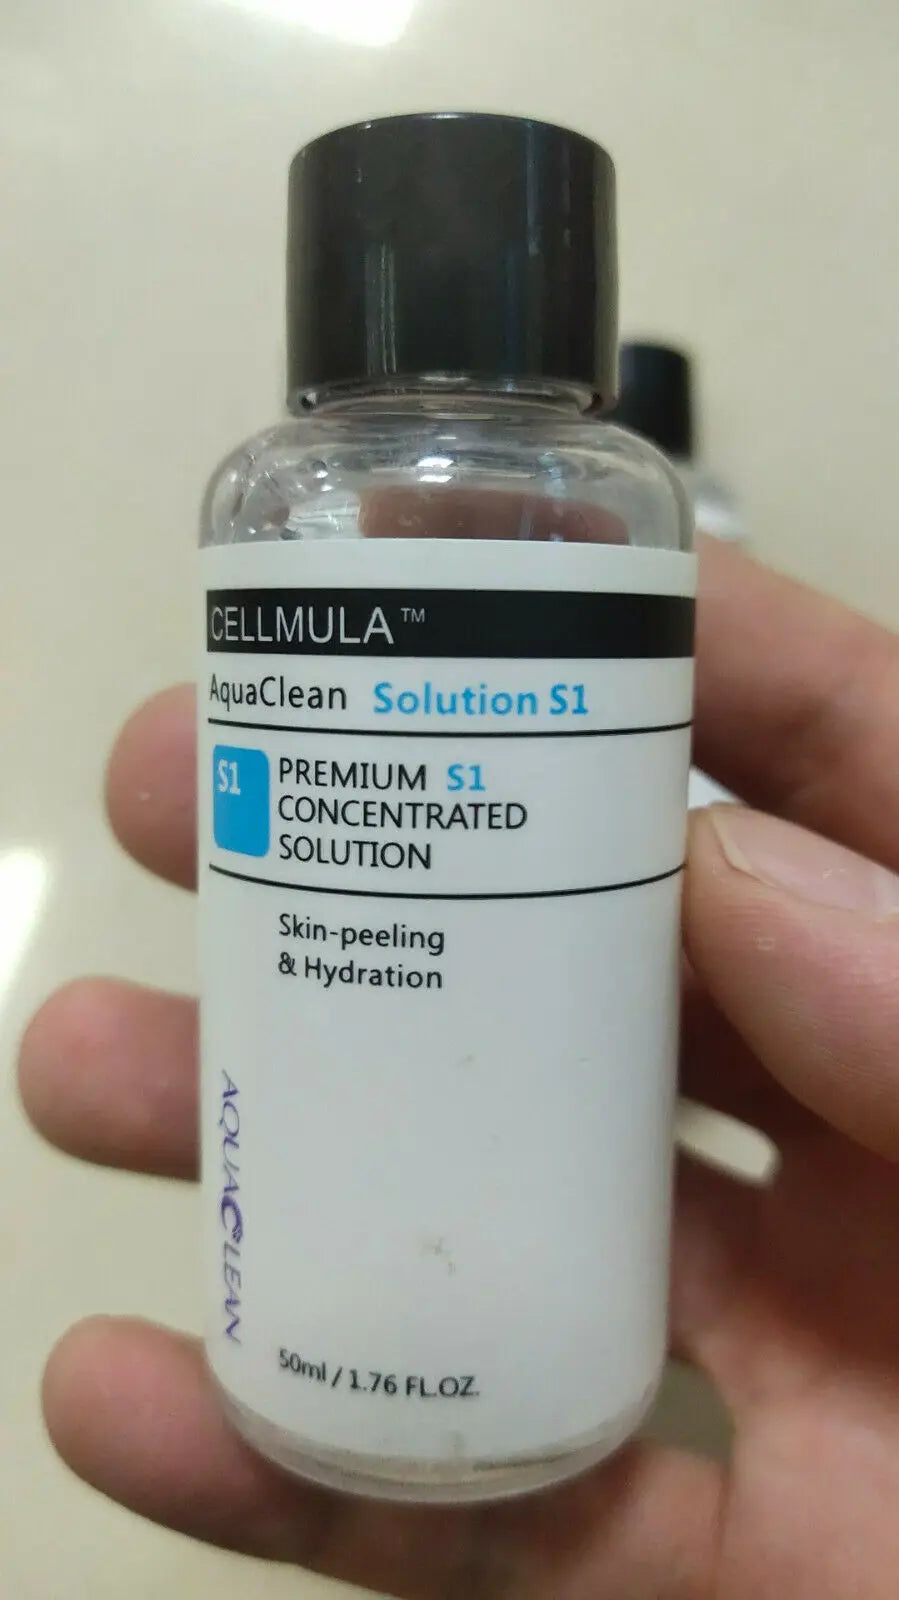 CELLMULA™
AquaClean Solution S1
S1
PREMIUM S1
CONCENTRATED
SOLUTION
Skin-peeling
& Hydration
AQUACLEAN
50ml / 1.76 FL.OZ.